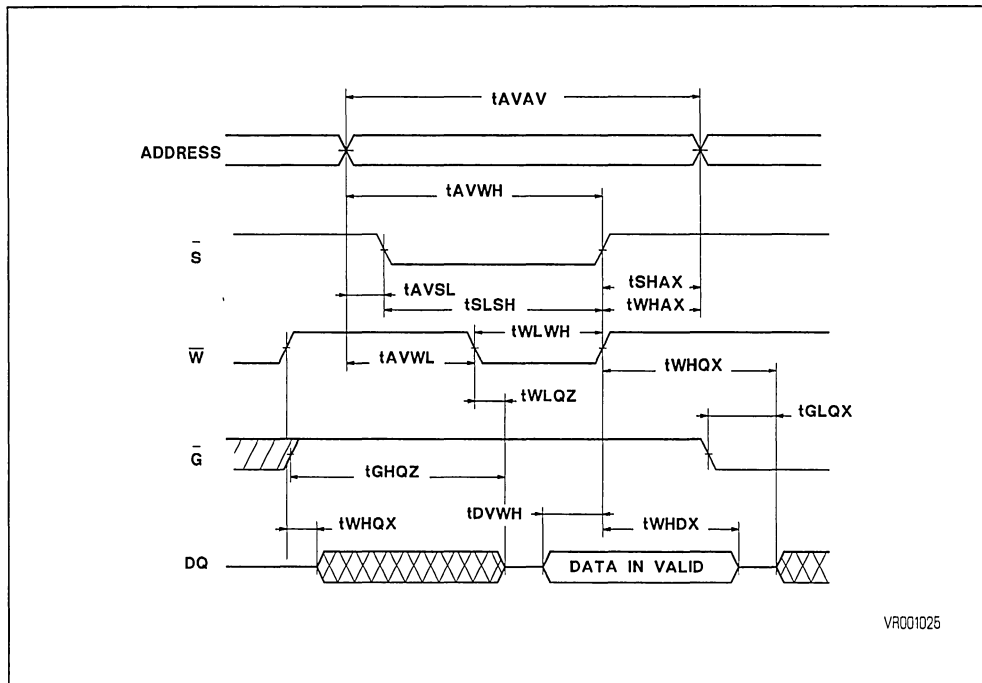 tAVAV
ADDRESS
tAVWH
S̅
tAVSL
tSLSH
tSHAX
tWHAX
W̅
tWLWH
tAVWL
tWHQX
tWLQZ
tGLQX
G̅
tGHQZ
tDVWH
tWHQX
tWHDX
DQ
DATA IN VALID
VR001025